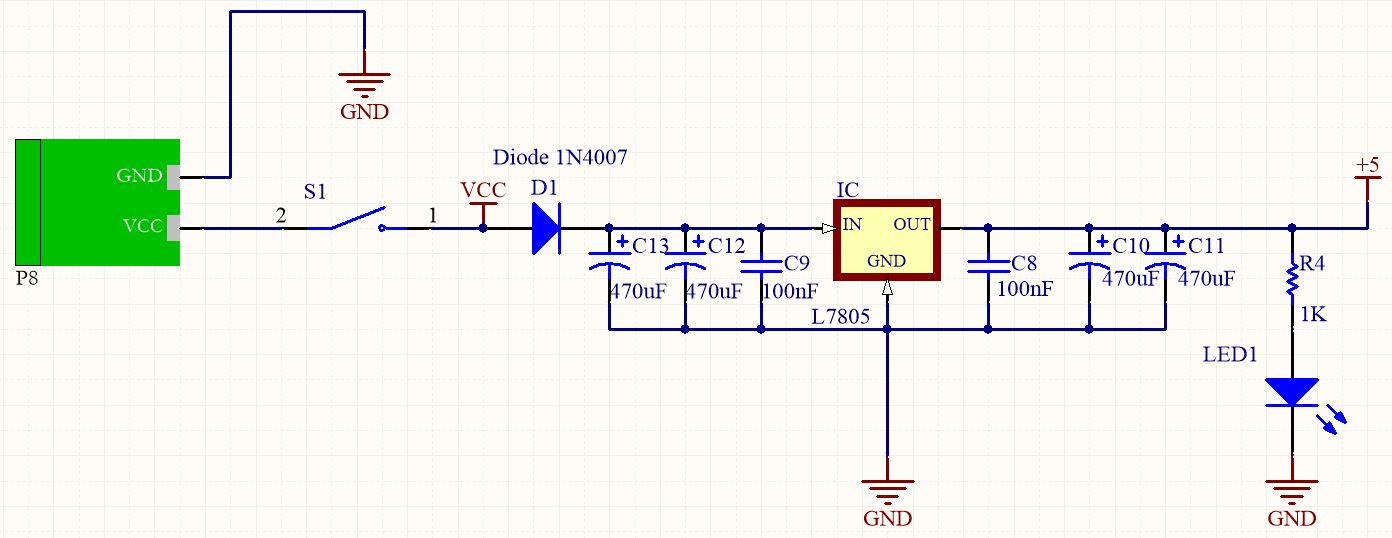 GND
Diode 1N4007
+5
GND
S1
VCC
D1
IC
VCC
2
1
IN
OUT
GND
C13
C12
C9
C8
C10
C11
R4
P8
470uF
470uF
100nF
100nF
470uF
470uF
L7805
1K
LED1
GND
GND